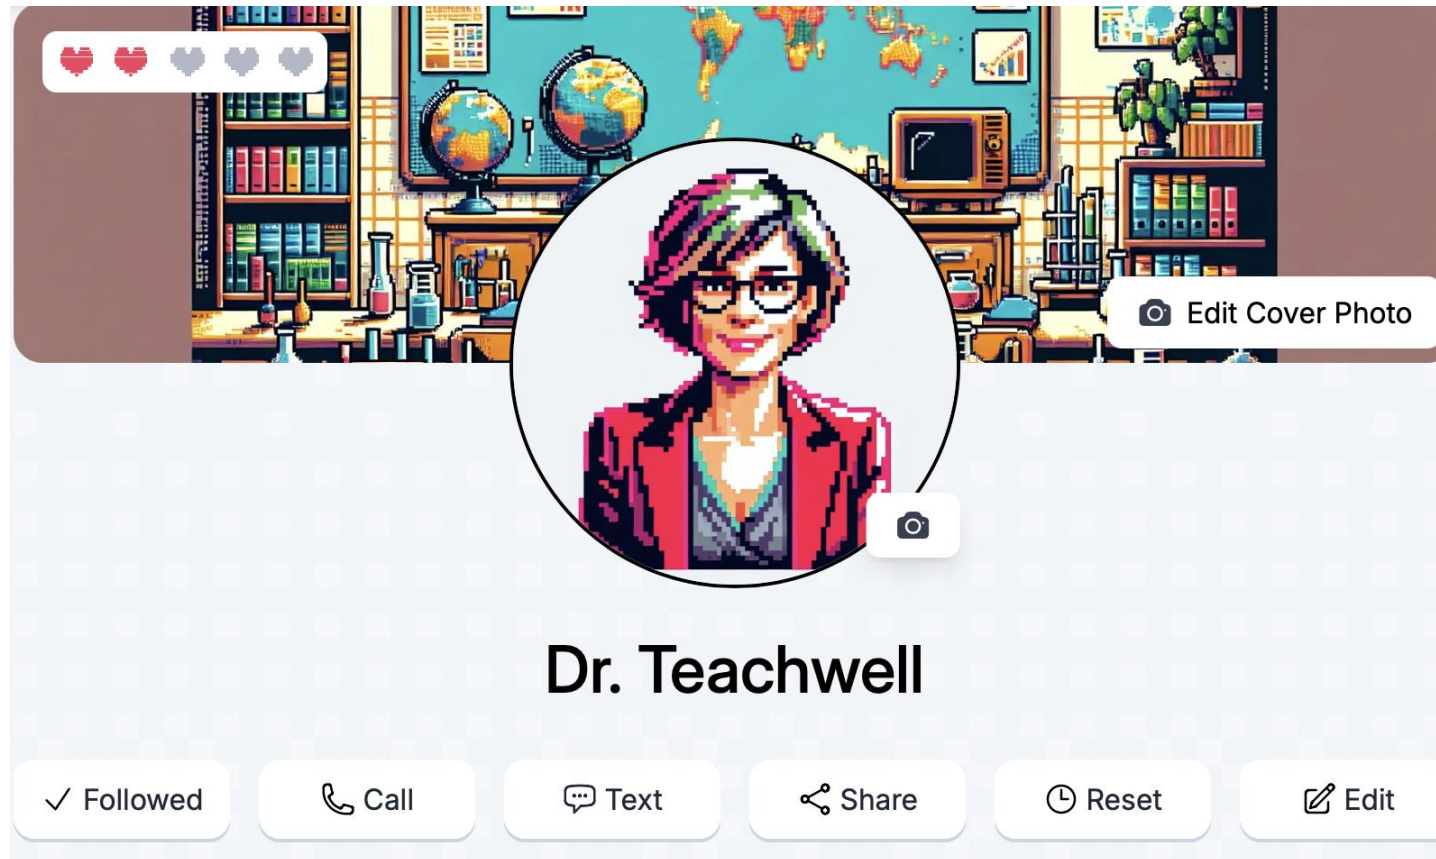 Edit Cover Photo
Dr. Teachwell
Followed
Call
Text
Share
Reset
Edit